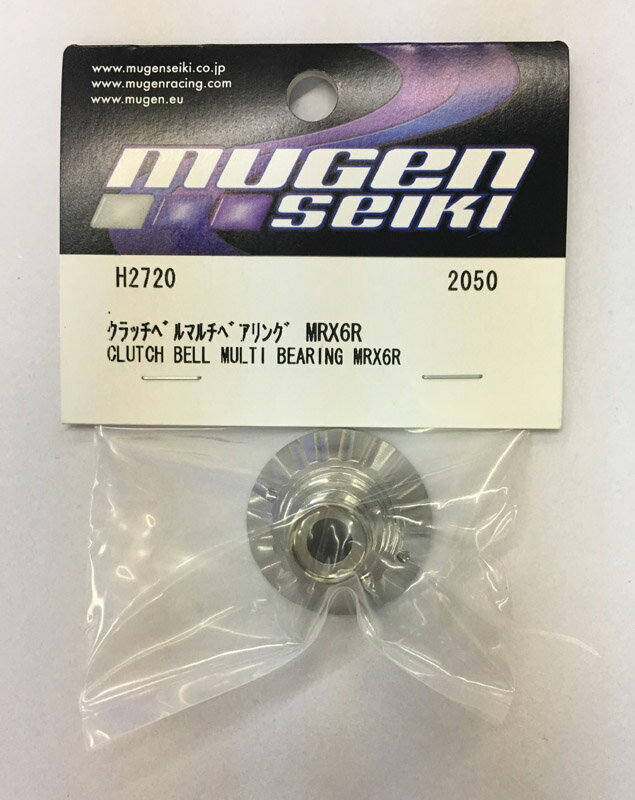 www.mugenseiki.co.jp
www.mugenracing.com
www.mugen.eu
mugen
seiki
H2720 2050
ｸﾗｯﾁﾍﾞﾙﾏﾙﾁﾍﾞｱﾘﾝｸﾞ MRX6R
CLUTCH BELL MULTI BEARING MRX6R